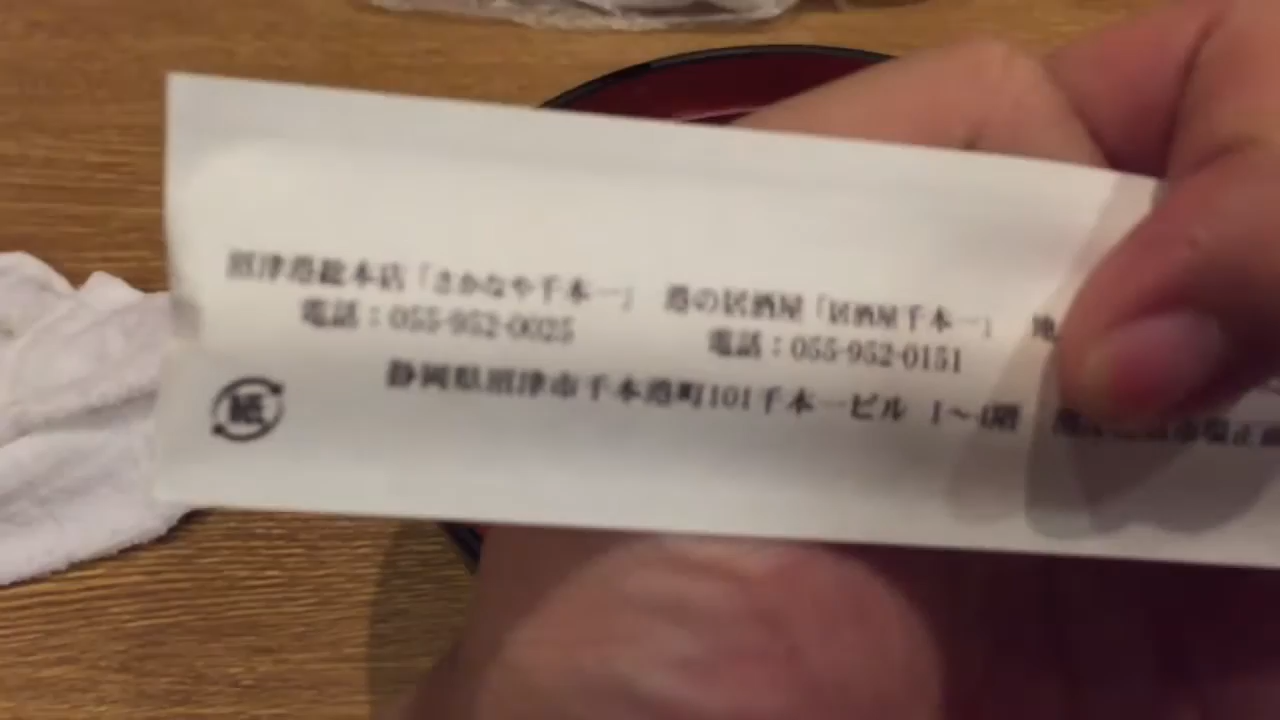 沼津港総本店「さかなや千本一」 港の居酒屋「居酒屋千本一」 地
電話：055-952-0025 電話：055-952-0151
静岡県沼津市千本港町101千本一ビル 1〜4階
紙